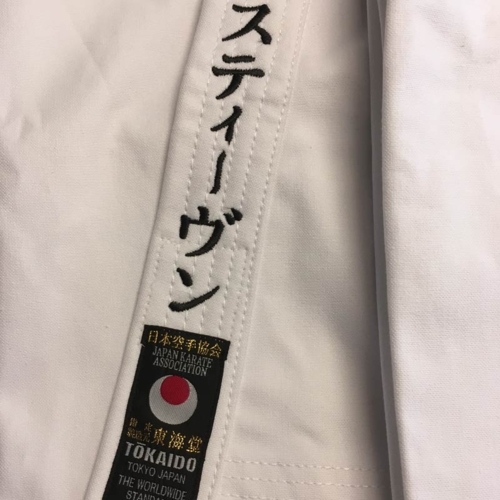 スティーヴン
日本空手協会
JAPAN KARATE
ASSOCIATION
東海堂
TŌKAIDO
TOKYO JAPAN
THE WORLDWIDE